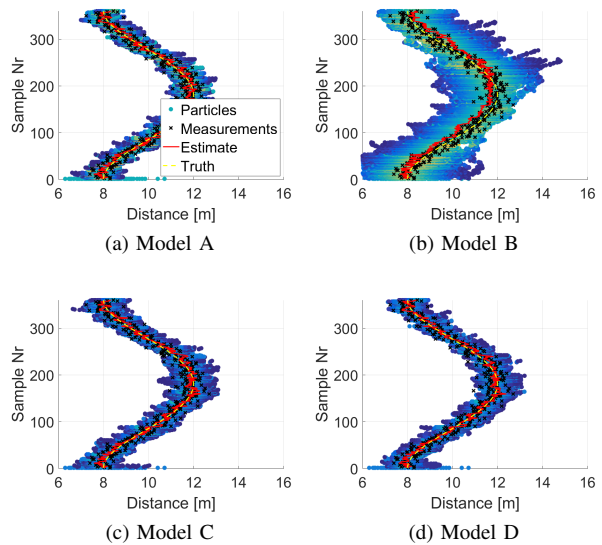 300
200
100
0
Sample Nr
6 8 10 12 14 16
Distance [m]
Particles
Measurements
Estimate
Truth
(a) Model A
300
200
100
0
Sample Nr
6 8 10 12 14 16
Distance [m]
(b) Model B
300
200
100
0
Sample Nr
6 8 10 12 14 16
Distance [m]
(c) Model C
300
200
100
0
Sample Nr
6 8 10 12 14 16
Distance [m]
(d) Model D